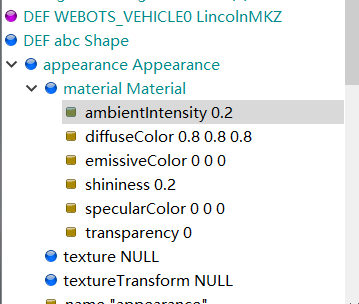 DEF WEBOTS_VEHICLE0 LincolnMKZ
DEF abc Shape
appearance Appearance
material Material
ambientIntensity 0.2
diffuseColor 0.8 0.8 0.8
emissiveColor 0 0 0
shininess 0.2
specularColor 0 0 0
transparency 0
texture NULL
textureTransform NULL
name "appearance"